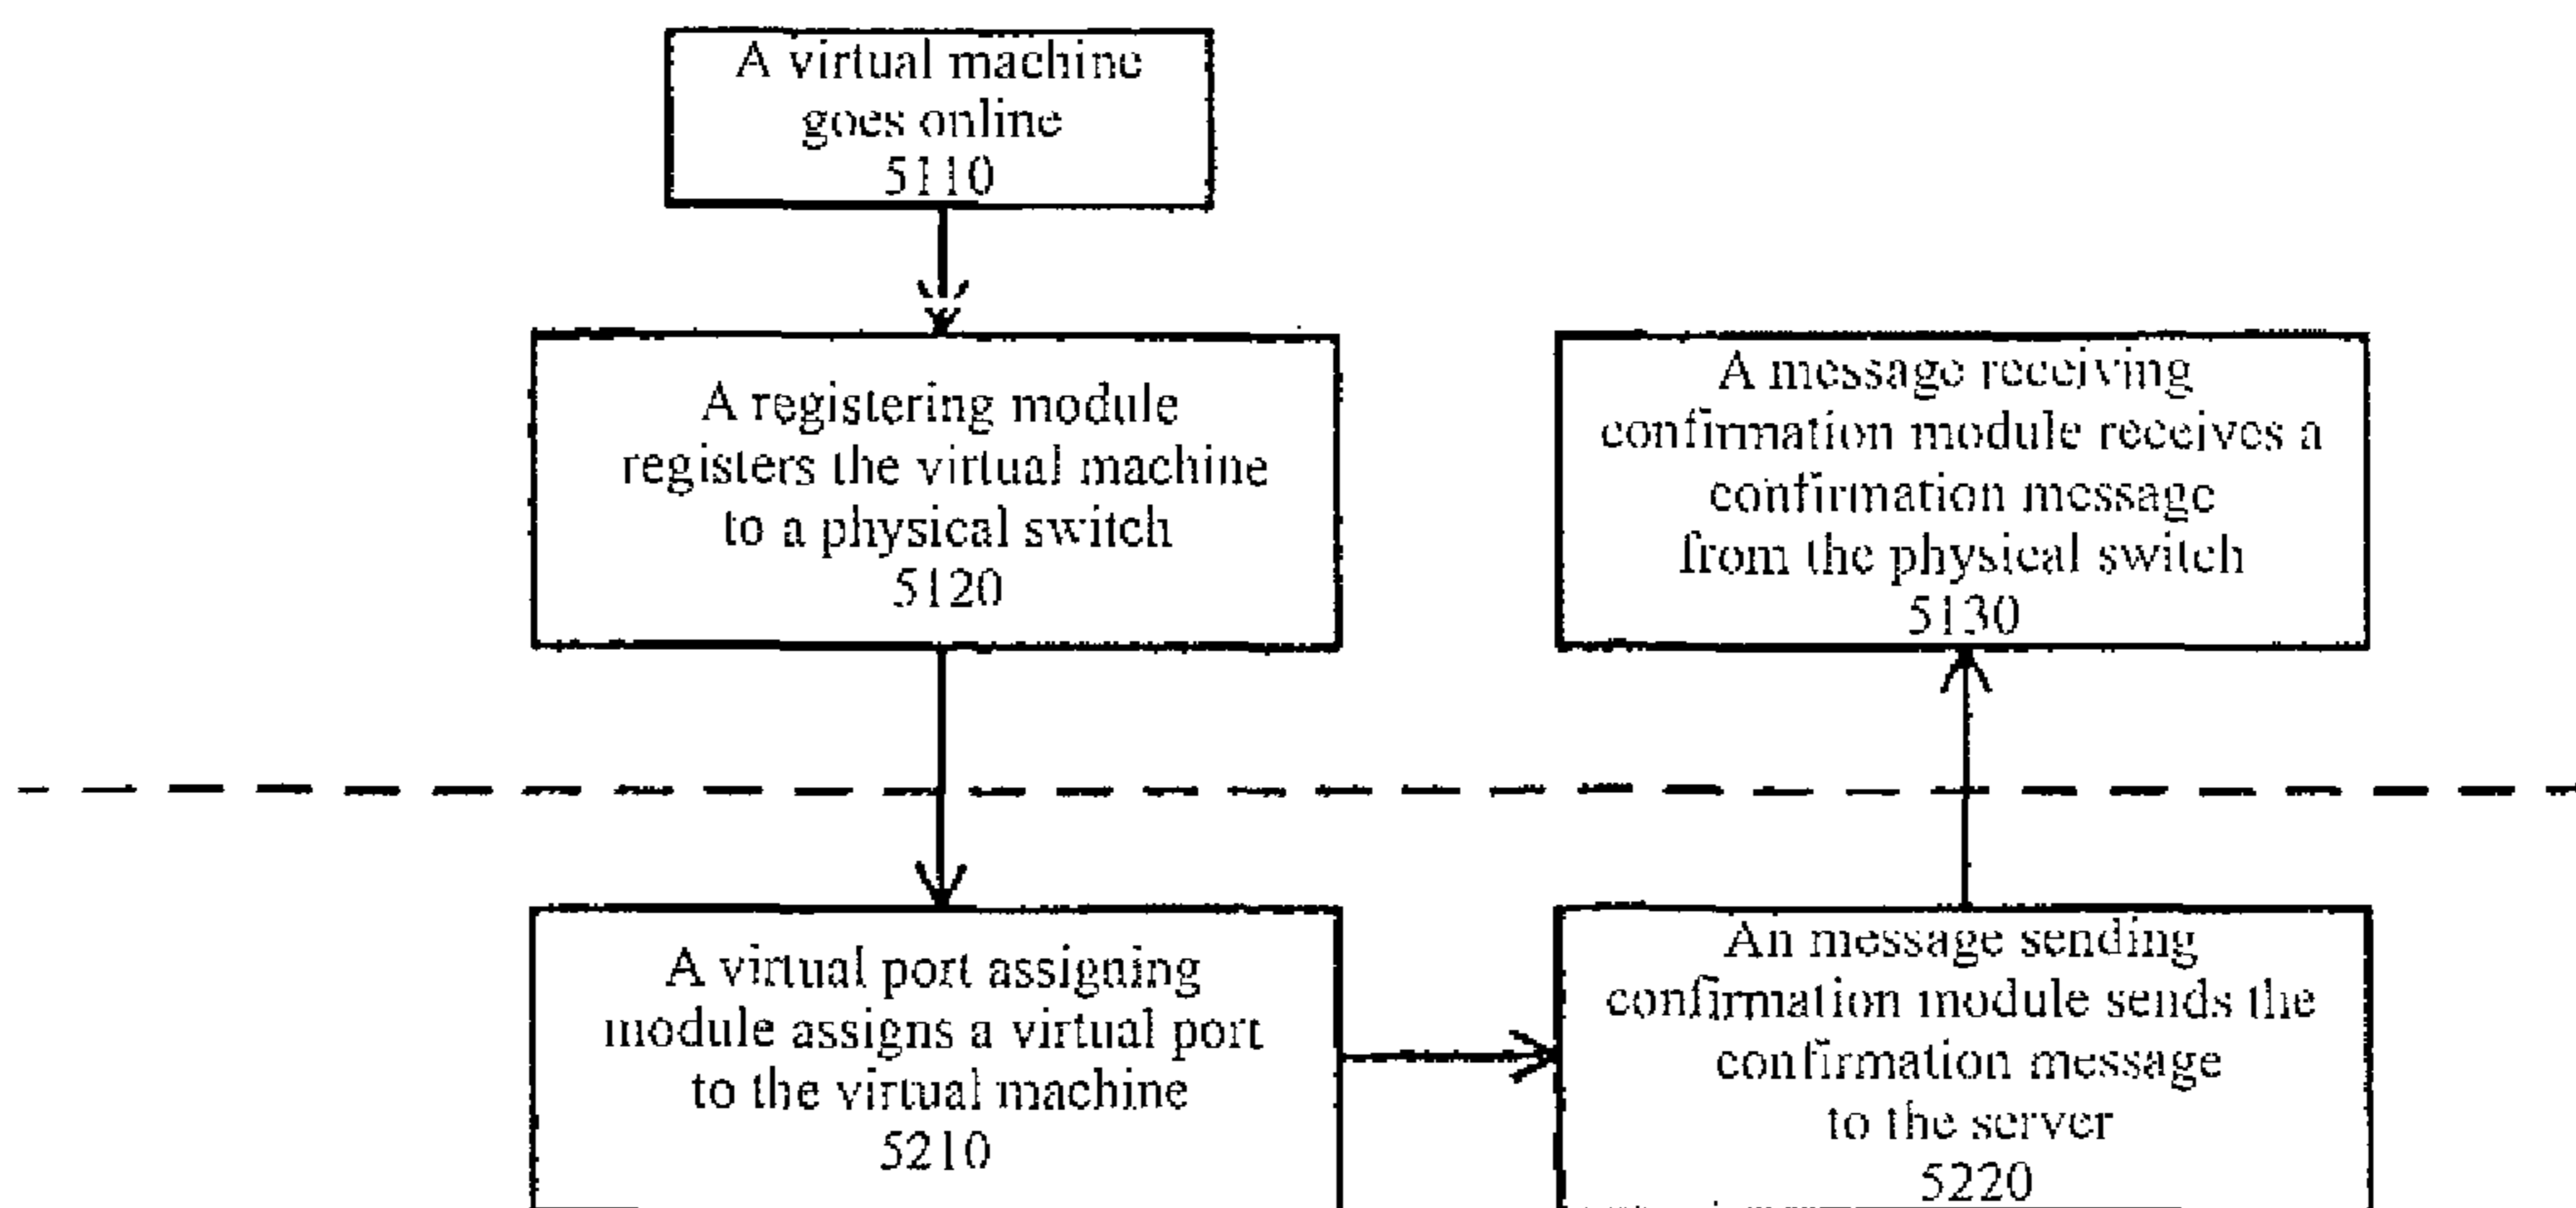 A virtual machine
goes online
5110
A registering module
registers the virtual machine
to a physical switch
5120
A message receiving
confirmation module receives a
confirmation message
from the physical switch
5130
A virtual port assigning
module assigns a virtual port
to the virtual machine
5210
An message sending
confirmation module sends the
confirmation message
to the server
5220